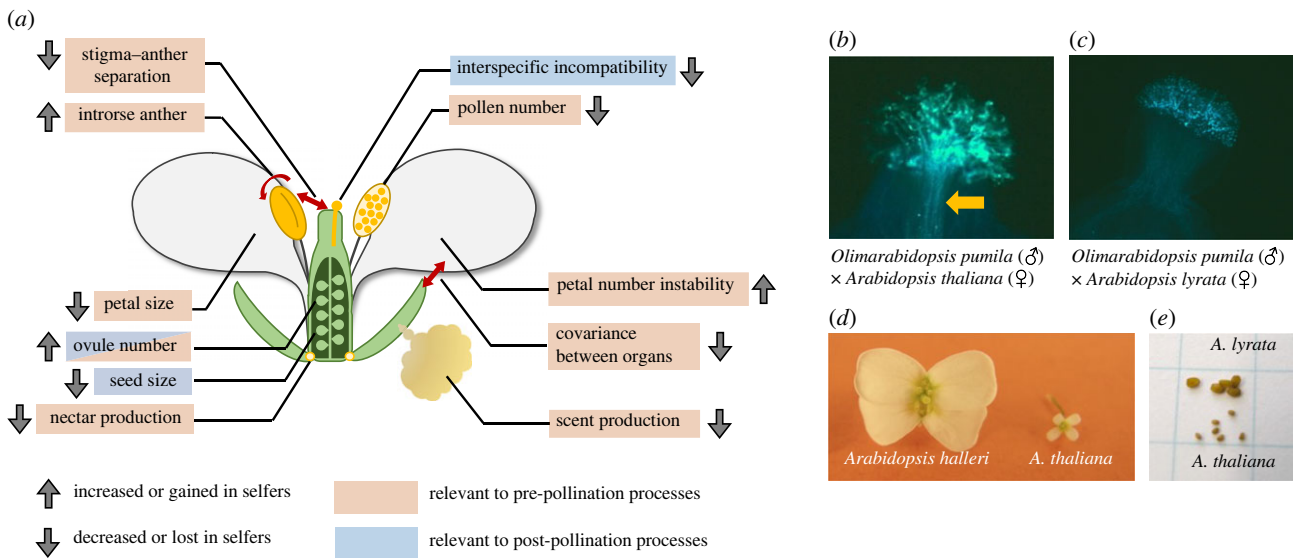 (a)
stigma–anther
separation
introrse anther
interspecific incompatibility
pollen number
petal size
ovule number
seed size
nectar production
petal number instability
covariance
between organs
scent production
increased or gained in selfers
decreased or lost in selfers
relevant to pre-pollination processes
relevant to post-pollination processes
(b)
Olimarabidopsis pumila (♂)
× Arabidopsis thaliana (♀)
(c)
Olimarabidopsis pumila (♂)
× Arabidopsis lyrata (♀)
(d)
Arabidopsis halleri
A. thaliana
(e)
A. lyrata
A. thaliana